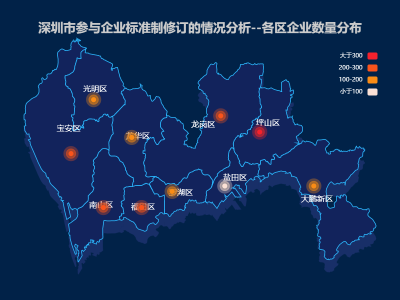 深圳市参与企业标准制修订的情况分析--各区企业数量分布
大于300
200-300
100-200
小于100
光明区
宝安区
龙华区
龙岗区
坪山区
盐田区
湖区
南山区
福田区
大鹏新区